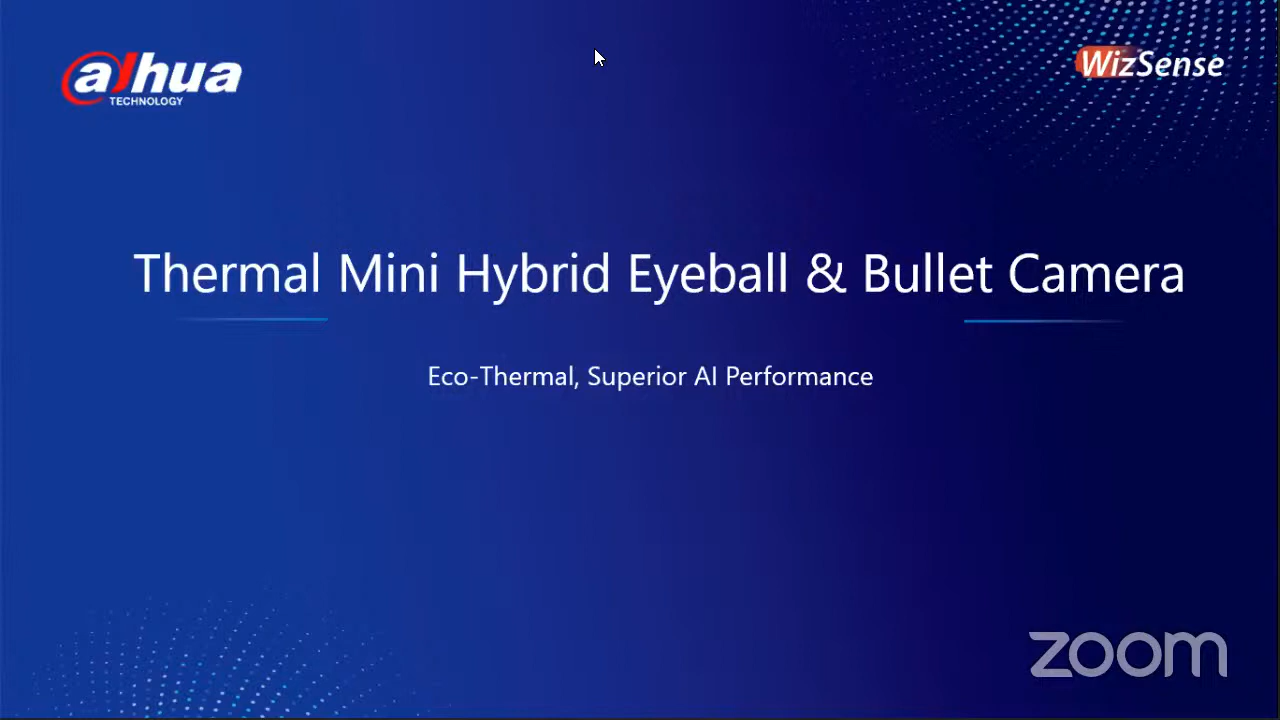 alhua
TECHNOLOGY
WizSense
Thermal Mini Hybrid Eyeball & Bullet Camera
Eco-Thermal, Superior AI Performance
zoom